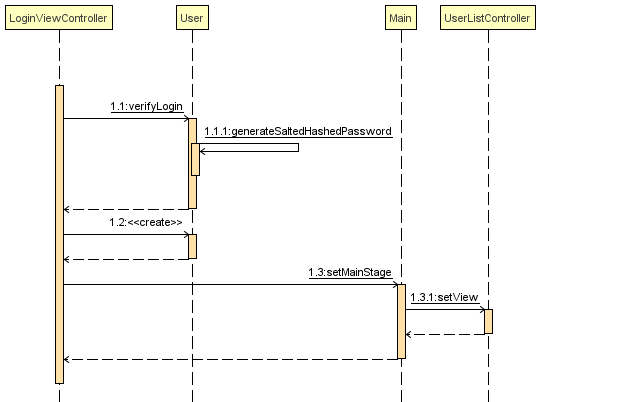 LoginViewController
User
Main
UserListController
1.1:verifyLogin
1.1.1:generateSaltedHashedPassword
1.2:<<create>>
1.3:setMainStage
1.3.1:setView